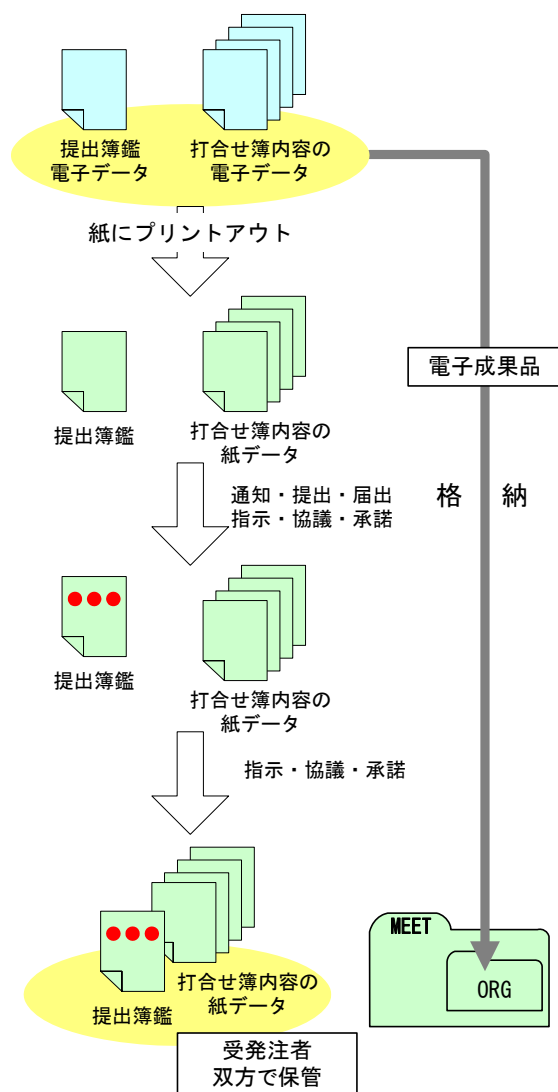 提出簿鑑
電子データ
打合せ簿内容の
電子データ
紙にプリントアウト
提出簿鑑
打合せ簿内容の
紙データ
電子成果品
通知・提出・届出
指示・協議・承諾
格 納
提出簿鑑
打合せ簿内容の
紙データ
指示・協議・承諾
提出簿鑑
打合せ簿内容の
紙データ
MEET
ORG
受発注者
双方で保管